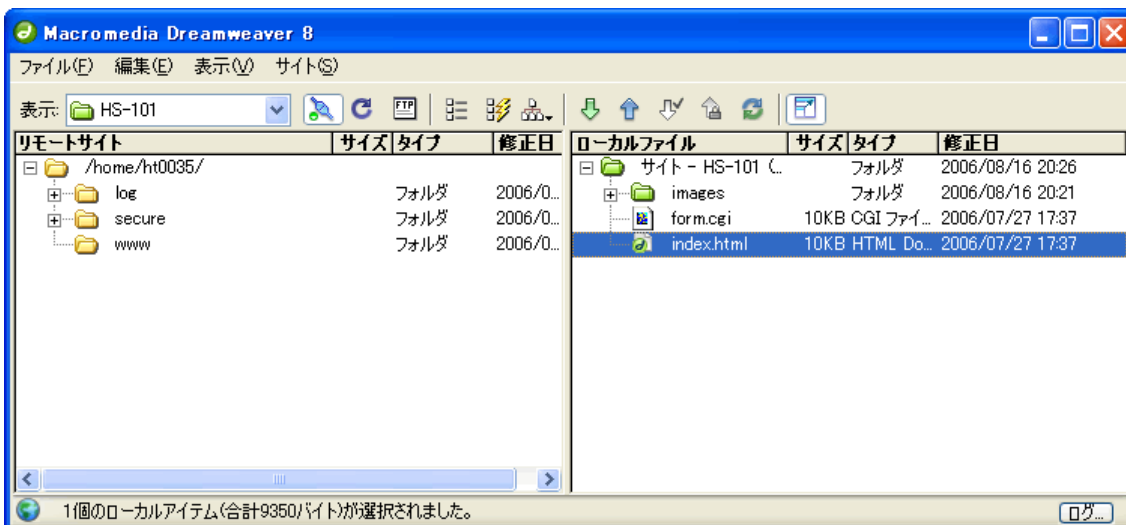 Macromedia Dreamweaver 8
ファイル(F) 編集(E) 表示(V) サイト(S)
表示: HS-101 FTP
リモートサイト サイズ タイプ 修正日
/home/ht0035/
log フォルダ 2006/0...
secure フォルダ 2006/0...
www フォルダ 2006/0...
ローカルファイル サイズ タイプ 修正日
サイト - HS-101 (... フォルダ 2006/08/16 20:26
images フォルダ 2006/08/16 20:21
form.cgi 10KB CGI ファイ... 2006/07/27 17:37
index.html 10KB HTML Do... 2006/07/27 17:37
1個のローカルアイテム(合計9350バイト)が選択されました。 ログ...